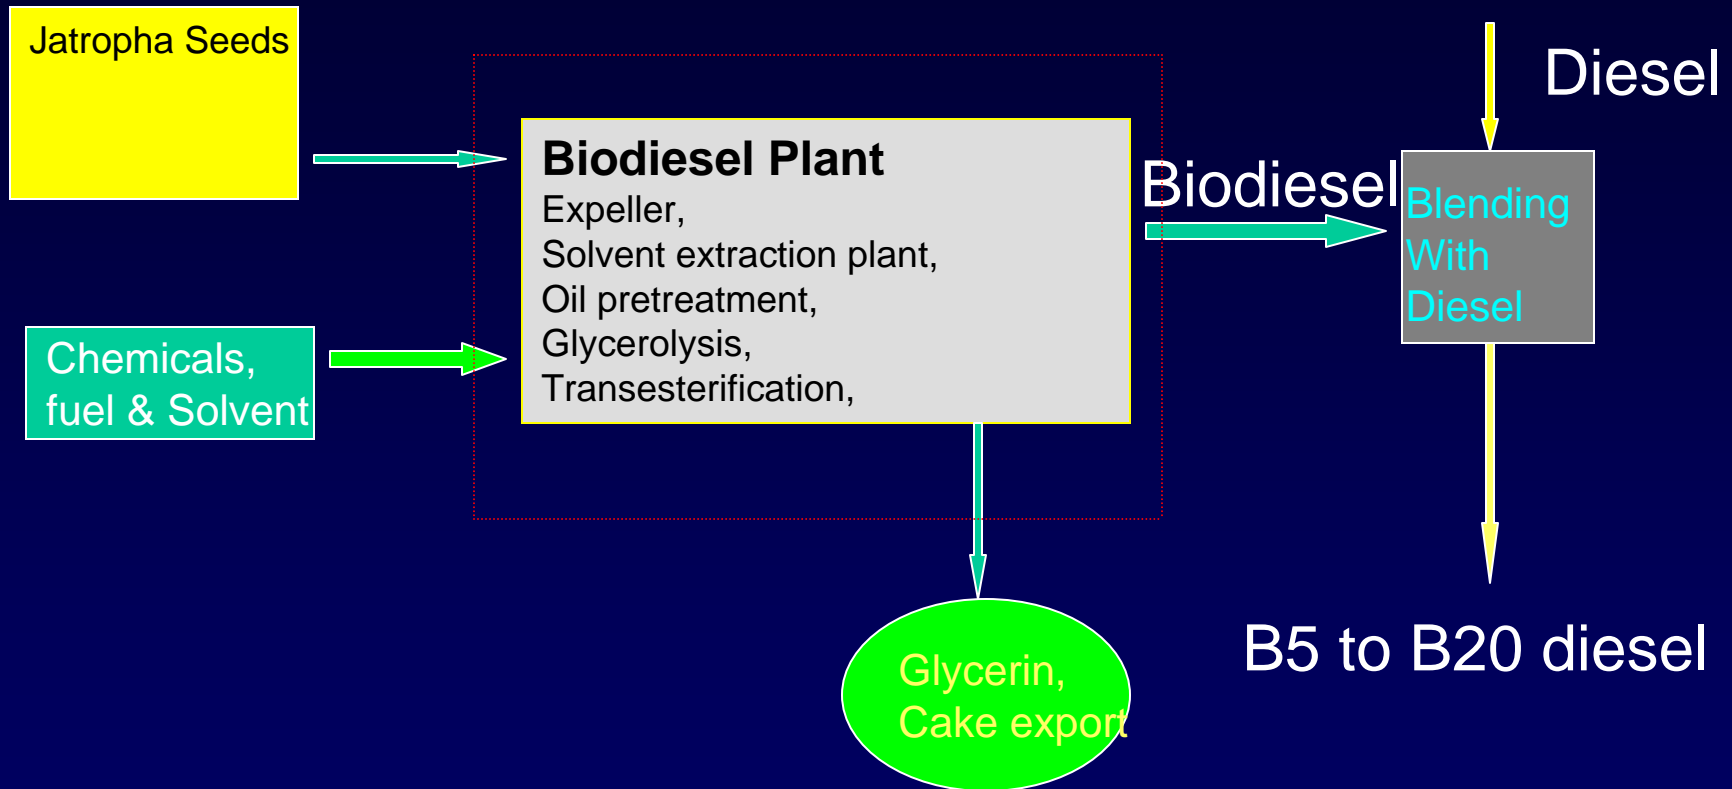 Jatropha Seeds
Chemicals,
fuel & Solvent
Biodiesel Plant
Expeller,
Solvent extraction plant,
Oil pretreatment,
Glycerolysis,
Transesterification,
Biodiesel
Diesel
Blending
With
Diesel
Glycerin,
Cake export
B5 to B20 diesel